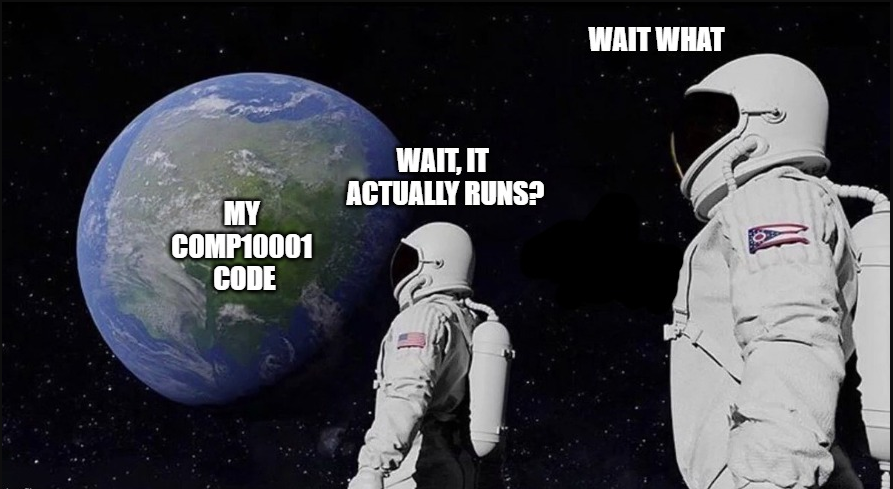 WAIT WHAT
WAIT, IT
ACTUALLY RUNS?
MY
COMP10001
CODE